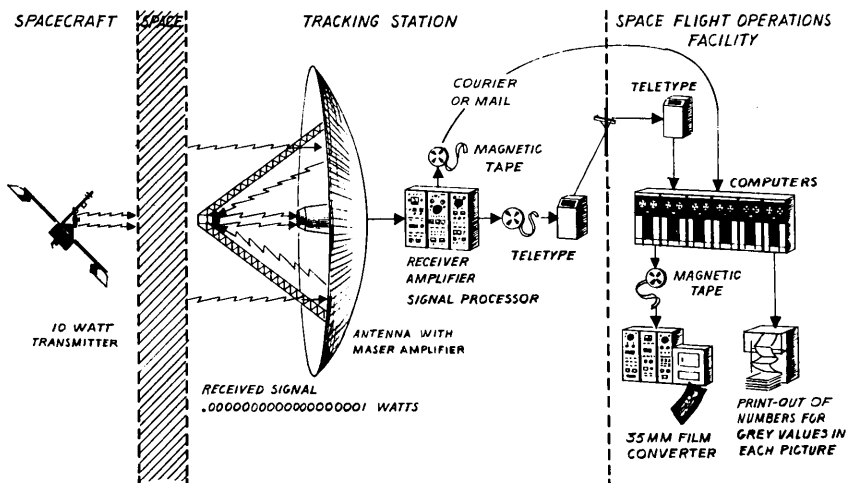 SPACECRAFT
SPACE
TRACKING STATION
SPACE FLIGHT OPERATIONS
FACILITY
COURIER
OR MAIL
TELETYPE
MAGNETIC
TAPE
COMPUTERS
TELETYPE
RECEIVER
AMPLIFIER
SIGNAL PROCESSOR
MAGNETIC
TAPE
10 WATT
TRANSMITTER
ANTENNA WITH
MASER AMPLIFIER
RECEIVED SIGNAL
.0000000000000000001 WATTS
35MM FILM
CONVERTER
PRINT-OUT OF
NUMBERS FOR
GREY VALUES IN
EACH PICTURE